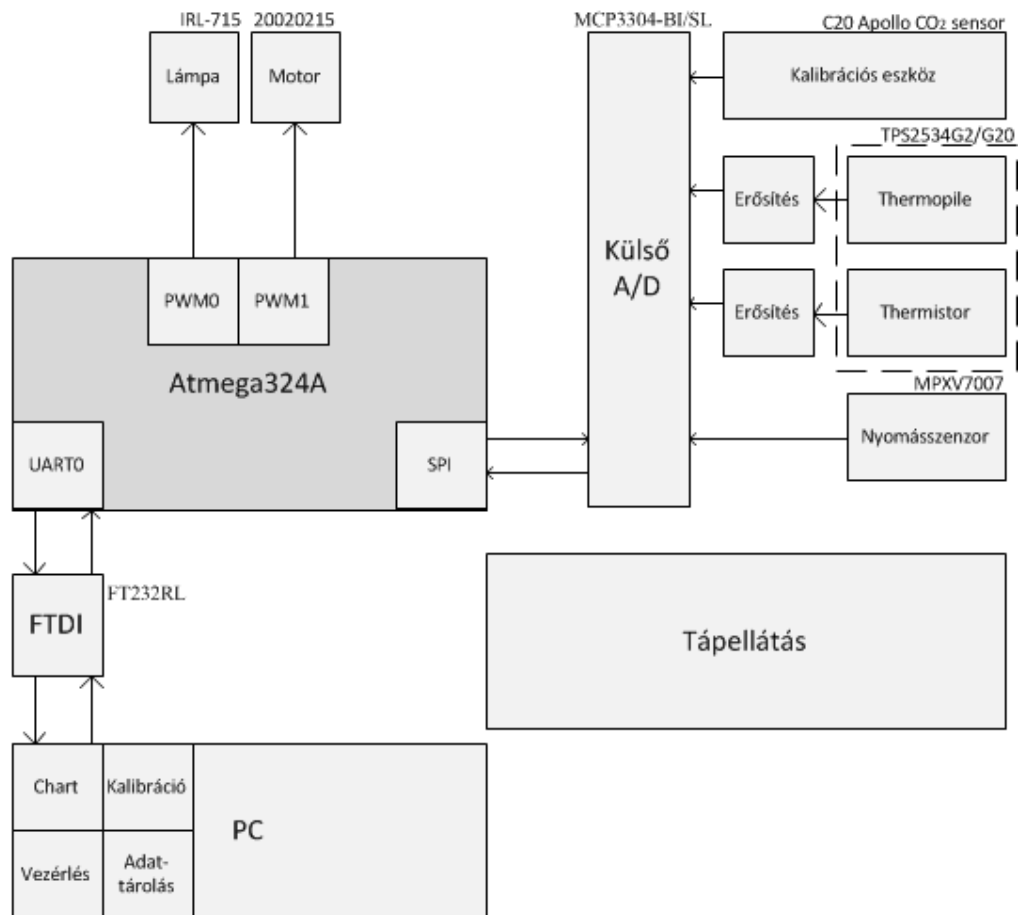 IRL-715 20020215
MCP3304-BI/SL
C20 Apollo CO₂ sensor
Lámpa
Motor
Kalibrációs eszköz
TPS2534G2/G20
Erősítés
Thermopile
Külső
A/D
PWM0
PWM1
Erősítés
Thermistor
Atmega324A
MPXV7007
Nyomásszenzor
UART0
SPI
FT232RL
FTDI
Tápellátás
Chart
Kalibráció
PC
Vezérlés
Adat-
tárolás